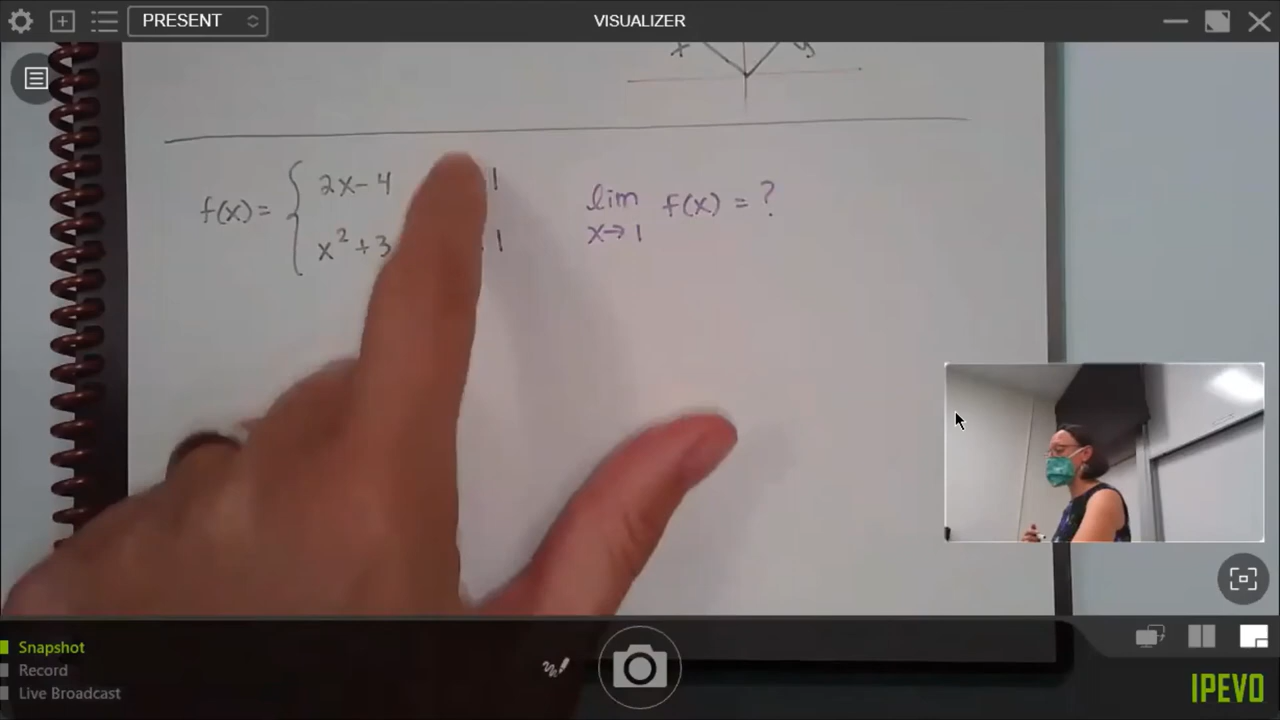 PRESENT
VISUALIZER
x y
f(x) = { 2x - 4 1
x² + 3 1
lim f(x) = ?
x → 1
Snapshot
Record
Live Broadcast
IPEVO